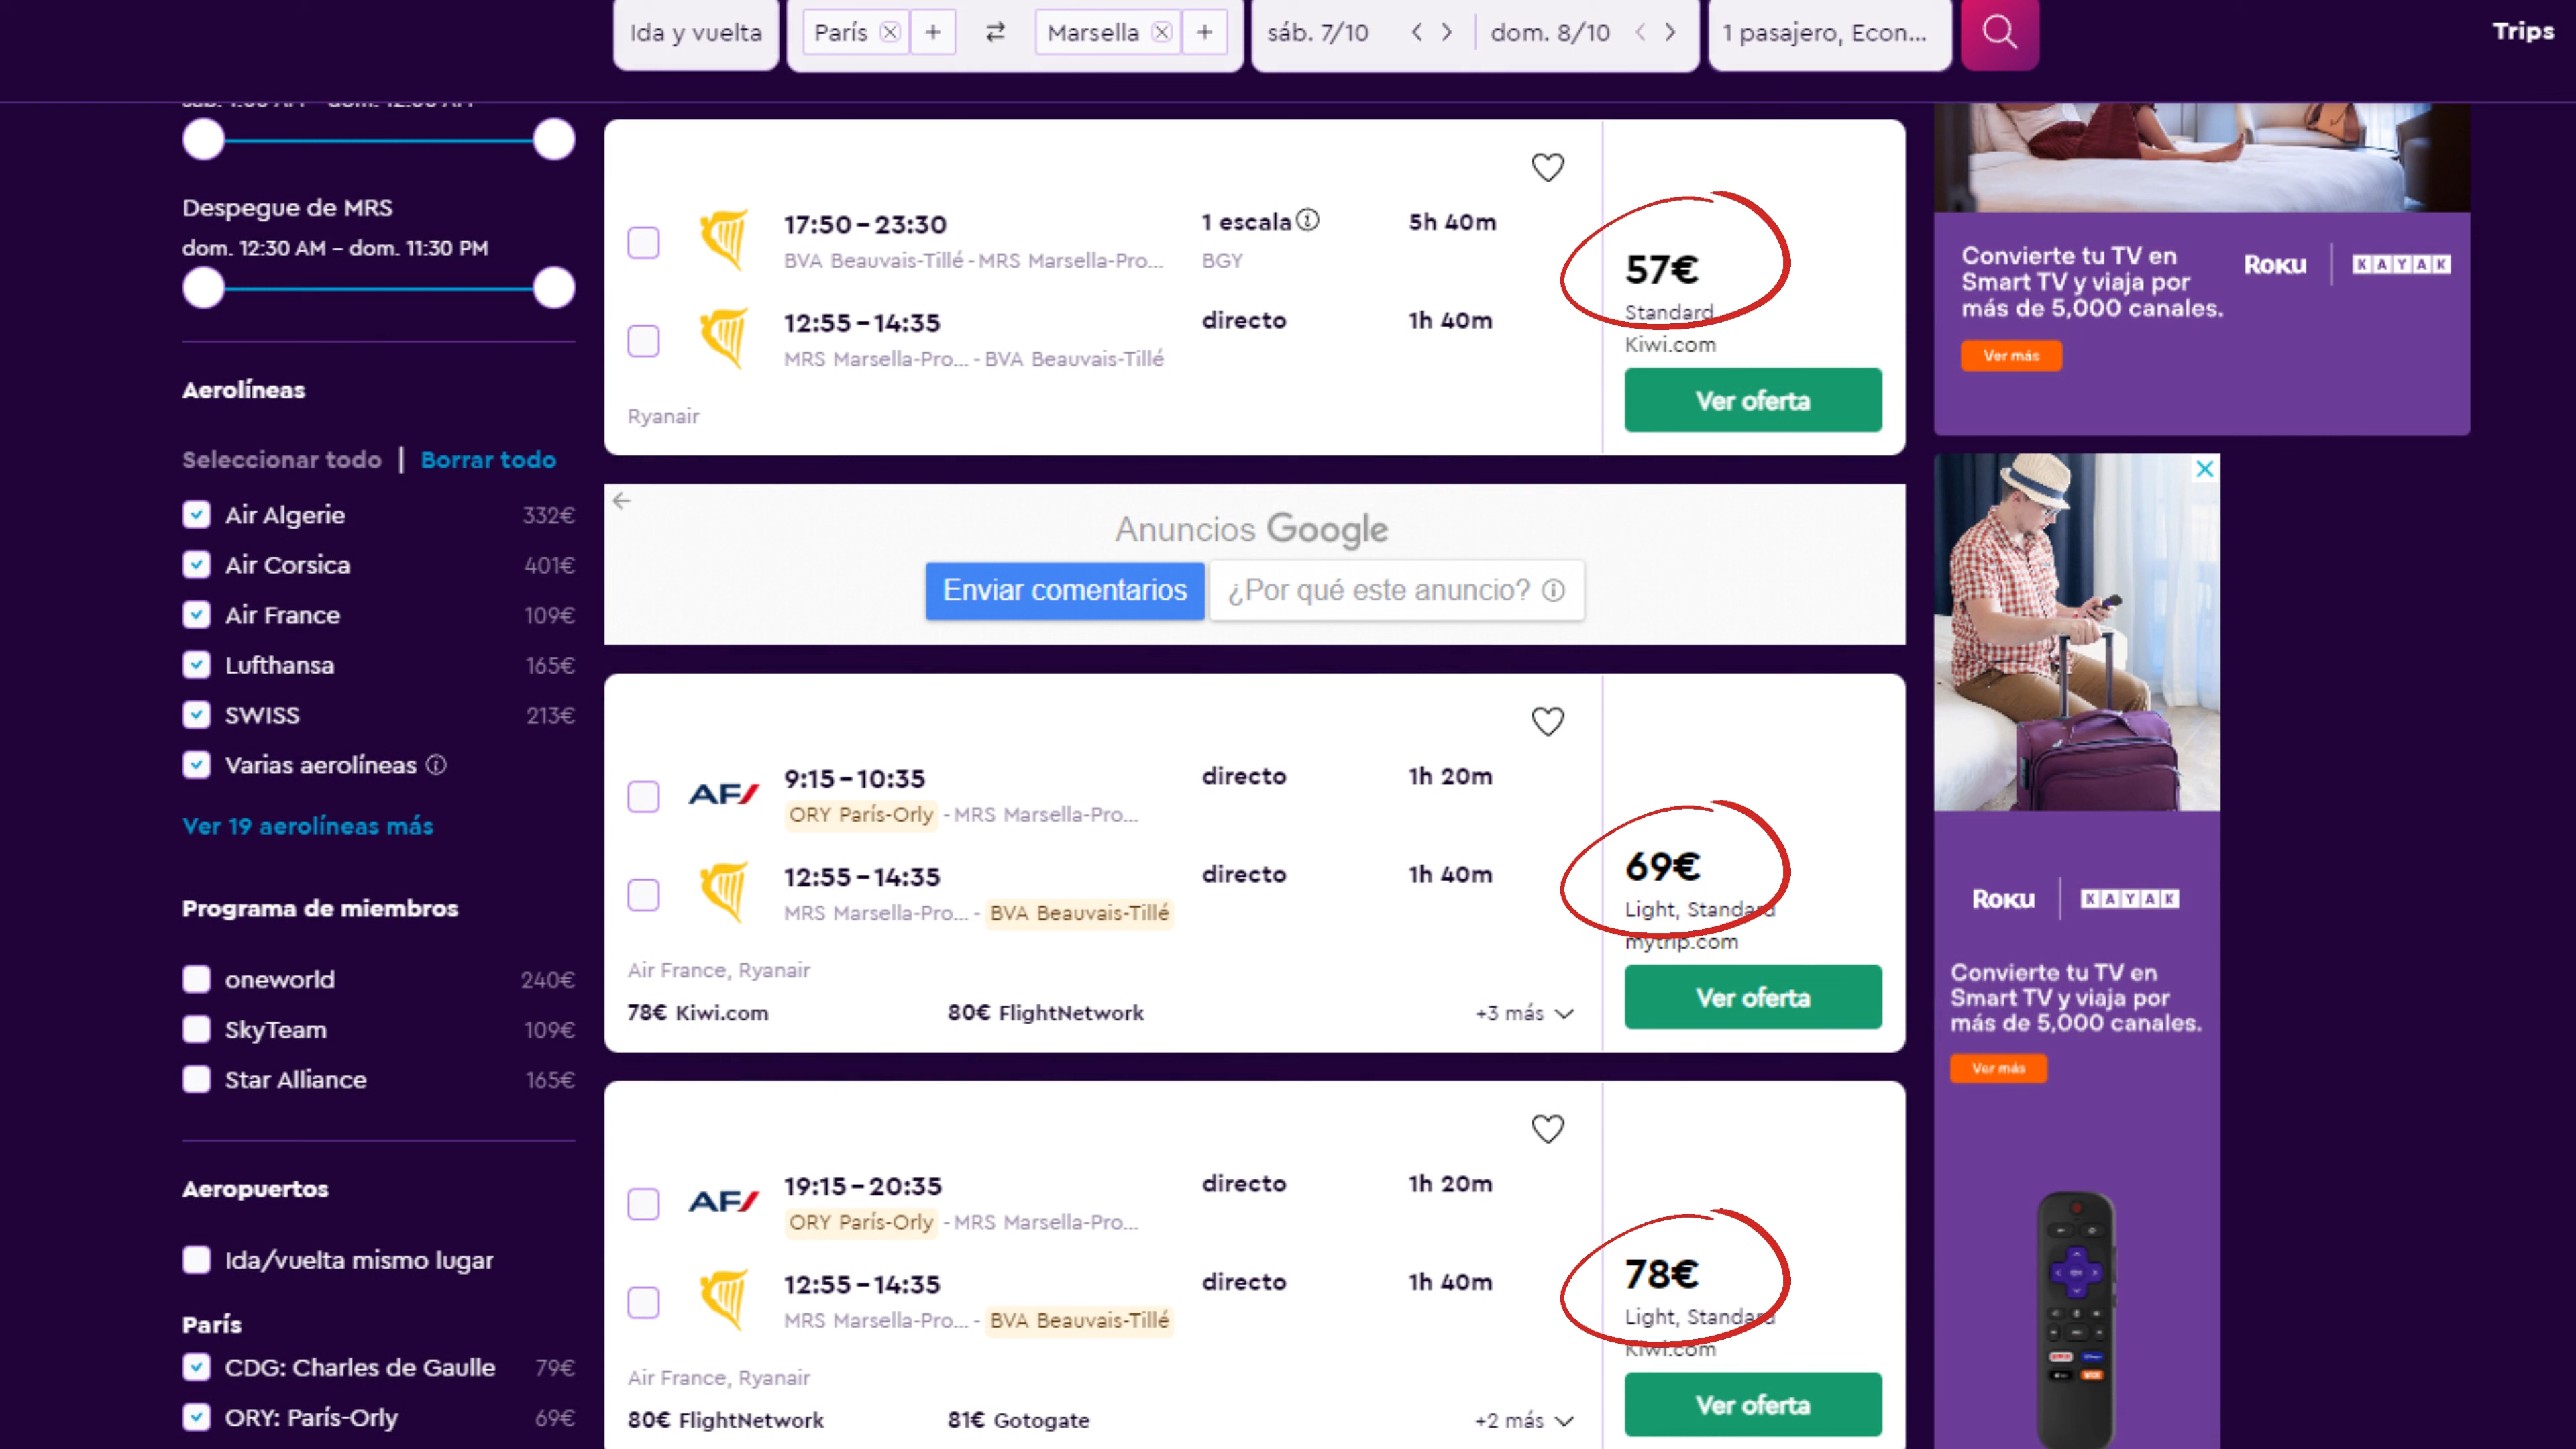 Ida y vuelta
París
+
Marsella
+
sáb. 7/10
dom. 8/10
1 pasajero, Econ...
Trips
Despegue de MRS
dom. 12:30 AM – dom. 11:30 PM
Aerolíneas
Seleccionar todo | Borrar todo
Air Algerie 332€
Air Corsica 401€
Air France 109€
Lufthansa 165€
SWISS 213€
Varias aerolíneas
Ver 19 aerolíneas más
Programa de miembros
oneworld 240€
SkyTeam 109€
Star Alliance 165€
Aeropuertos
Ida/vuelta mismo lugar
París
CDG: Charles de Gaulle 79€
ORY: París-Orly 69€
17:50 – 23:30 1 escala 5h 40m
BVA Beauvais-Tillé - MRS Marsella-Pro... BGY
12:55 – 14:35 directo 1h 40m
MRS Marsella-Pro... - BVA Beauvais-Tillé
Ryanair
57€
Standard
Kiwi.com
Ver oferta
Anuncios Google
Enviar comentarios
¿Por qué este anuncio?
AF
9:15 – 10:35 directo 1h 20m
ORY París-Orly - MRS Marsella-Pro...
12:55 – 14:35 directo 1h 40m
MRS Marsella-Pro... - BVA Beauvais-Tillé
Air France, Ryanair
78€ Kiwi.com 80€ FlightNetwork +3 más
69€
Light, Standard
mytrip.com
Ver oferta
AF
19:15 – 20:35 directo 1h 20m
ORY París-Orly - MRS Marsella-Pro...
12:55 – 14:35 directo 1h 40m
MRS Marsella-Pro... - BVA Beauvais-Tillé
Air France, Ryanair
80€ FlightNetwork 81€ Gotogate +2 más
78€
Light, Standard
Kiwi.com
Ver oferta
Convierte tu TV en
Smart TV y viaja por
más de 5,000 canales.
Roku | KAYAK
Ver más
Roku | KAYAK
Convierte tu TV en
Smart TV y viaja por
más de 5,000 canales.
Ver más